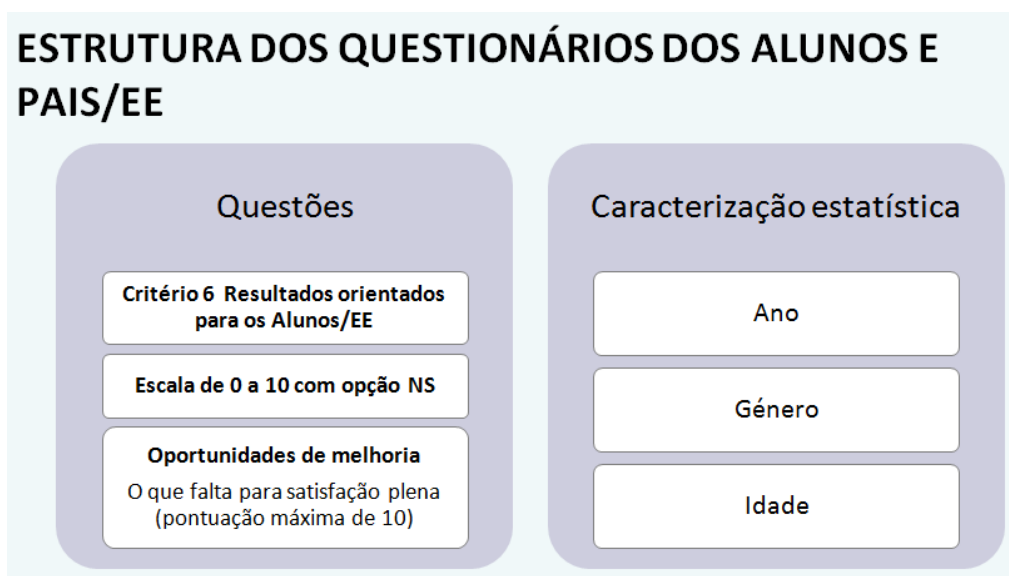 ESTRUTURA DOS QUESTIONÁRIOS DOS ALUNOS E
PAIS/EE
Questões
Critério 6 Resultados orientados
para os Alunos/EE
Escala de 0 a 10 com opção NS
Oportunidades de melhoria
O que falta para satisfação plena
(pontuação máxima de 10)
Caracterização estatística
Ano
Género
Idade